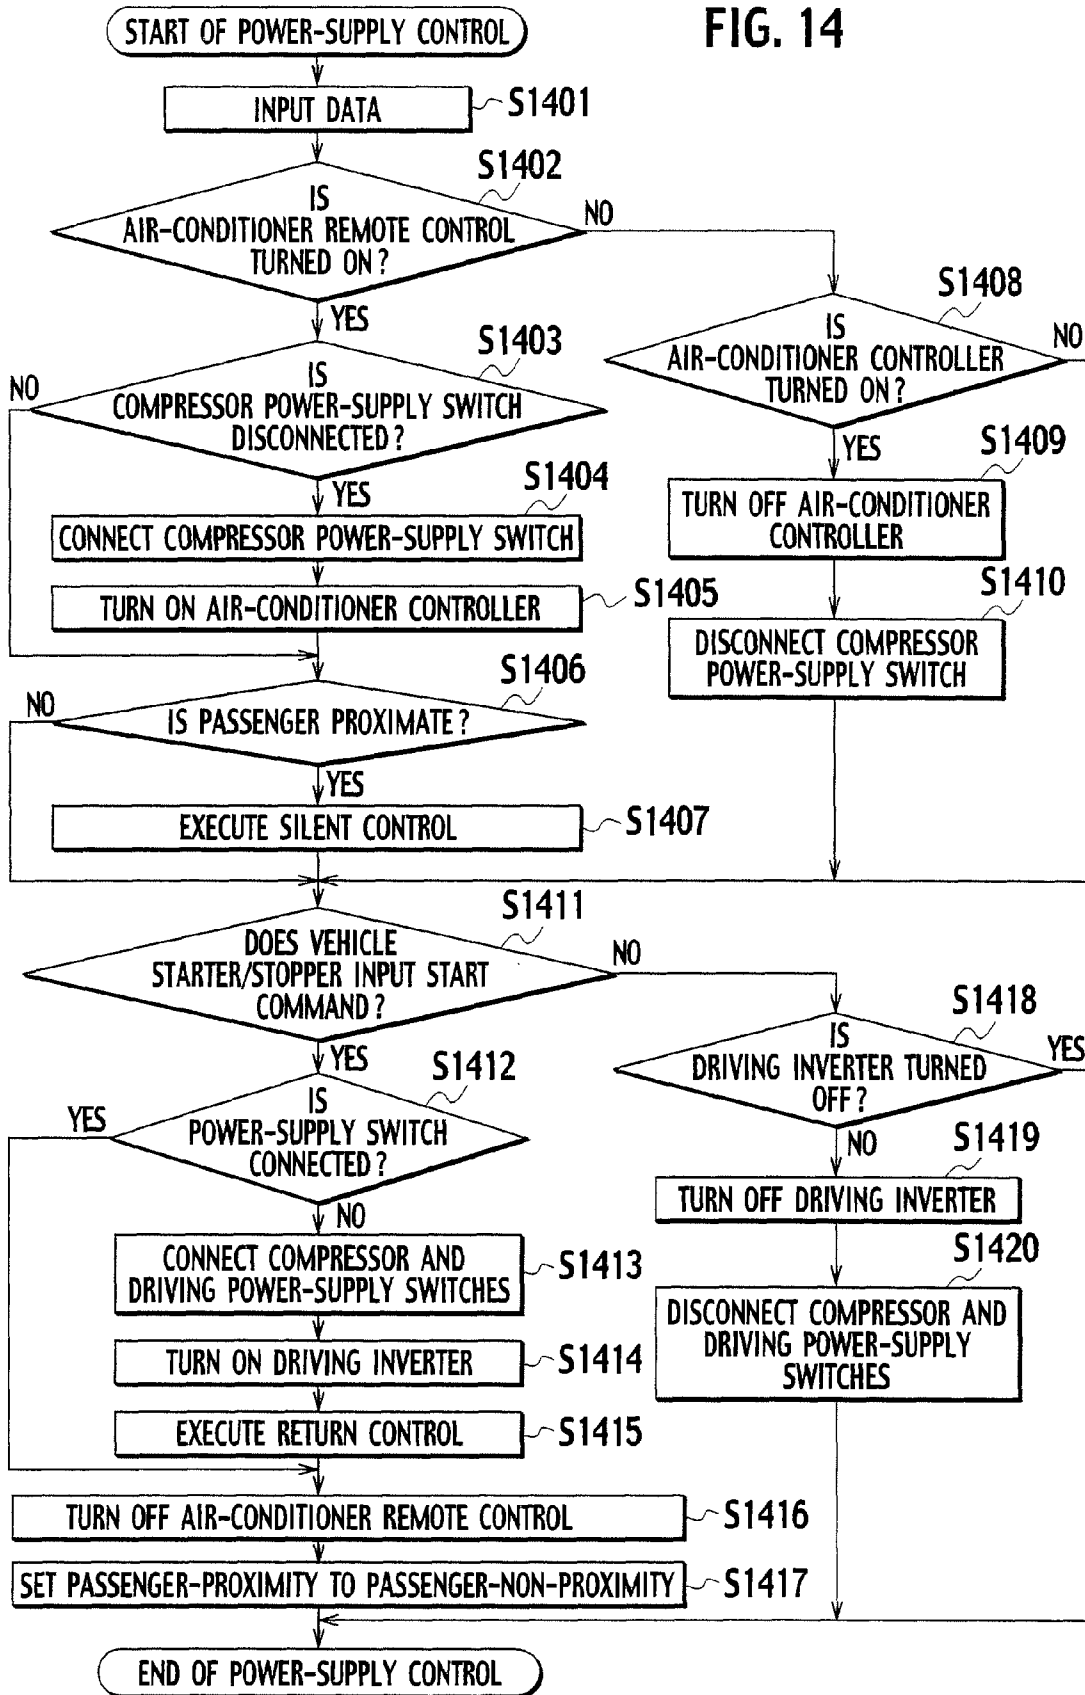 FIG. 14
START OF POWER-SUPPLY CONTROL
INPUT DATA
S1401
S1402
IS
AIR-CONDITIONER REMOTE CONTROL
TURNED ON?
NO
YES
S1403
NO
IS
COMPRESSOR POWER-SUPPLY SWITCH
DISCONNECTED?
YES
S1404
CONNECT COMPRESSOR POWER-SUPPLY SWITCH
TURN ON AIR-CONDITIONER CONTROLLER
S1405
S1406
NO
IS PASSENGER PROXIMATE?
YES
EXECUTE SILENT CONTROL
S1407
S1408
NO
IS
AIR-CONDITIONER CONTROLLER
TURNED ON?
YES
S1409
TURN OFF AIR-CONDITIONER
CONTROLLER
S1410
DISCONNECT COMPRESSOR
POWER-SUPPLY SWITCH
S1411
DOES VEHICLE
STARTER/STOPPER INPUT START
COMMAND?
NO
YES
S1412
YES
IS
POWER-SUPPLY SWITCH
CONNECTED?
NO
CONNECT COMPRESSOR AND
DRIVING POWER-SUPPLY SWITCHES
S1413
TURN ON DRIVING INVERTER
S1414
EXECUTE RETURN CONTROL
S1415
TURN OFF AIR-CONDITIONER REMOTE CONTROL
S1416
SET PASSENGER-PROXIMITY TO PASSENGER-NON-PROXIMITY
S1417
S1418
YES
IS
DRIVING INVERTER TURNED
OFF?
NO
S1419
TURN OFF DRIVING INVERTER
S1420
DISCONNECT COMPRESSOR AND
DRIVING POWER-SUPPLY
SWITCHES
END OF POWER-SUPPLY CONTROL